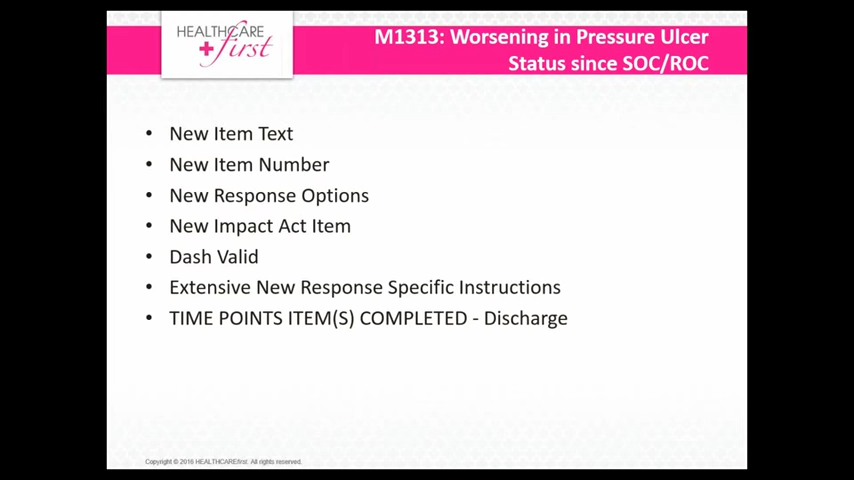 HEALTHCARE
first
M1313: Worsening in Pressure Ulcer
Status since SOC/ROC
• New Item Text
• New Item Number
• New Response Options
• New Impact Act Item
• Dash Valid
• Extensive New Response Specific Instructions
• TIME POINTS ITEM(S) COMPLETED - Discharge
Copyright © 2016 HEALTHCAREfirst. All rights reserved.